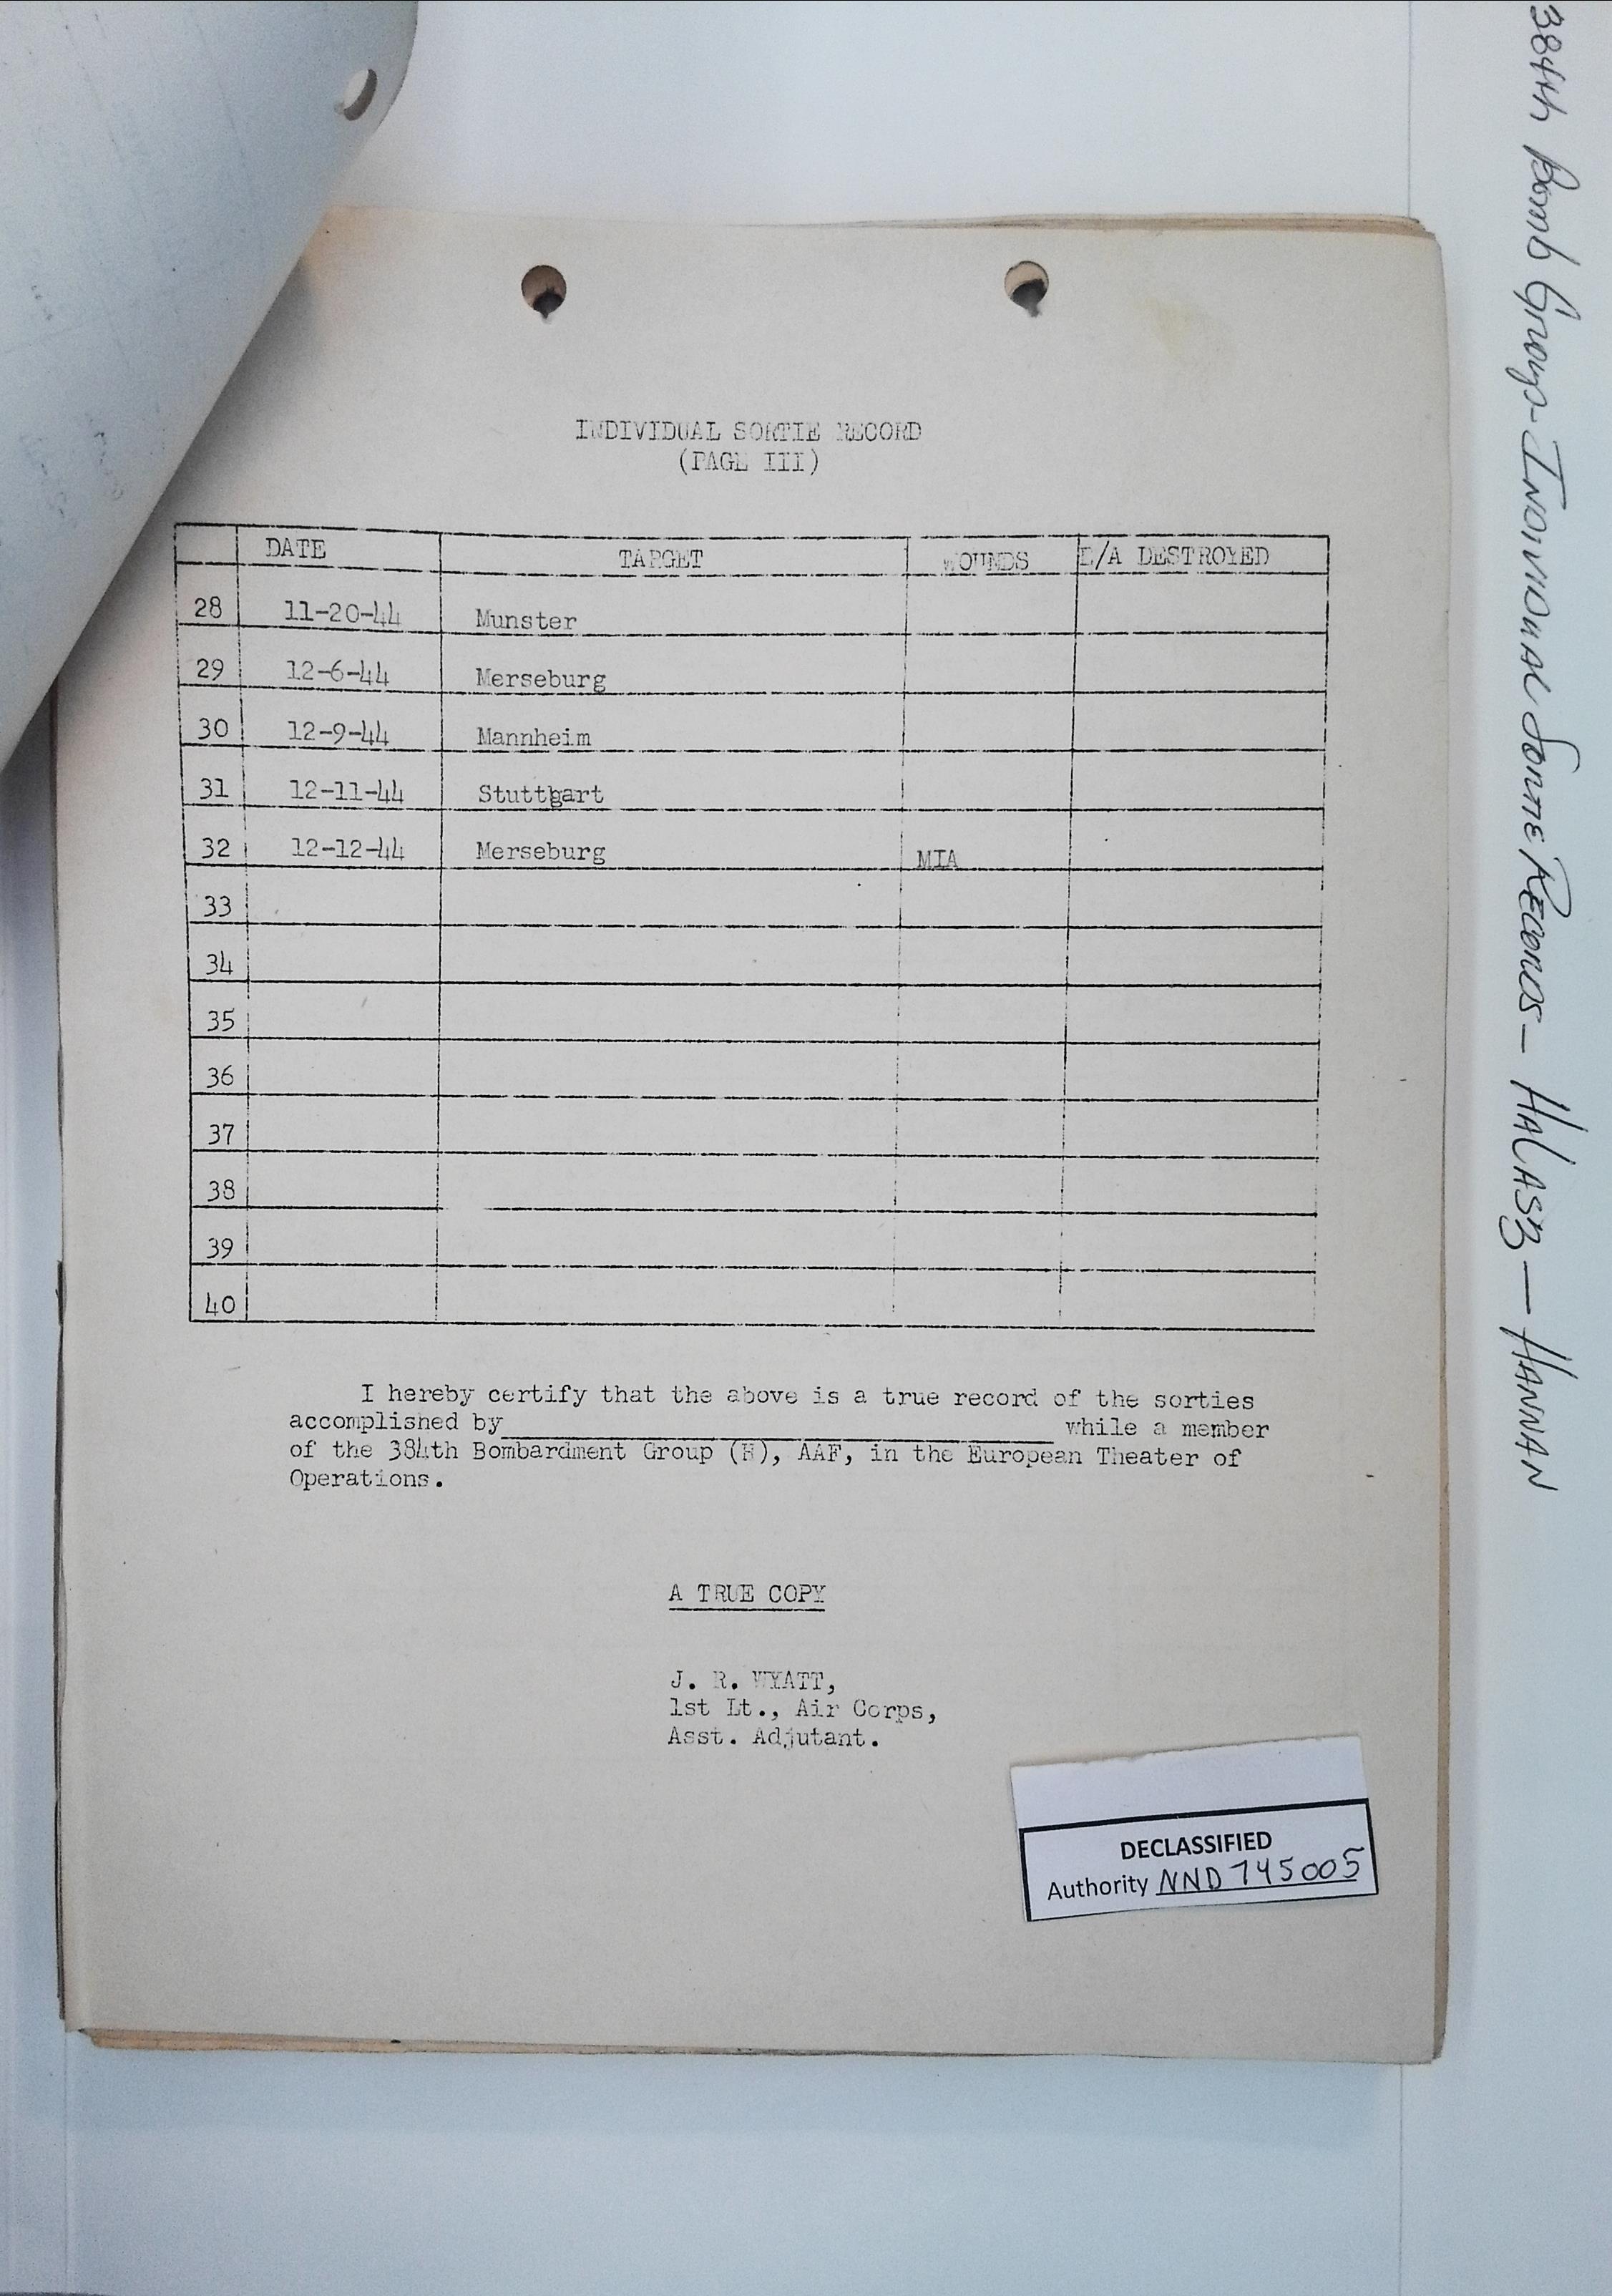 INDIVIDUAL SORTIE RECORD
(PAGE III)
DATE TARGET WOUNDS E/A DESTROYED
28 11-20-44 Munster
29 12-6-44 Merseburg
30 12-9-44 Mannheim
31 12-11-44 Stuttgart
32 12-12-44 Merseburg MIA
33
34
35
36
37
38
39
40
I hereby certify that the above is a true record of the sorties
accomplished by while a member
of the 384th Bombardment Group (H), AAF, in the European Theater of
Operations.
A TRUE COPY
J. R. WYATT,
1st Lt., Air Corps,
Asst. Adjutant.
DECLASSIFIED
Authority NND 745005
384th Bomb Group - INDIVIDUAL SORTIE RECORDS - HALASZ - HANNAN